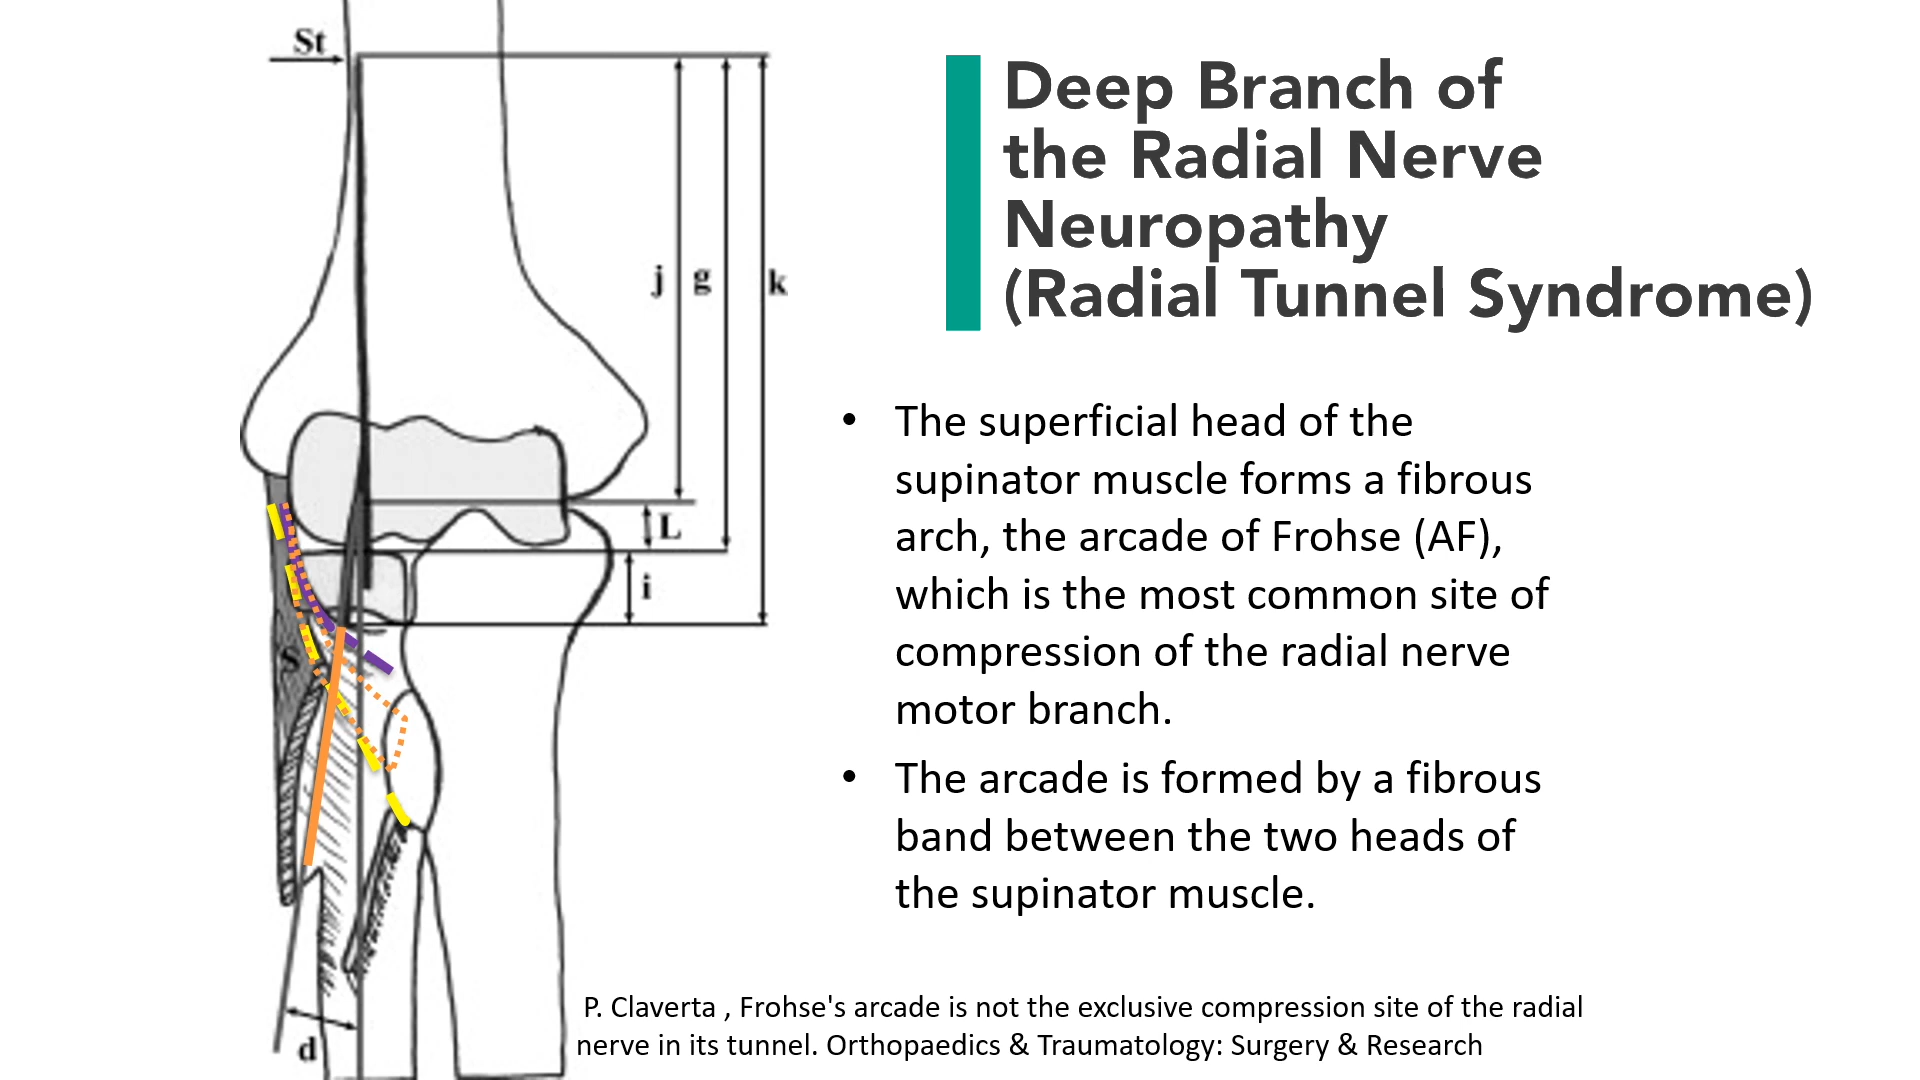 St
j
g
k
L
i
S
d
Deep Branch of
the Radial Nerve
Neuropathy
(Radial Tunnel Syndrome)
• The superficial head of the
supinator muscle forms a fibrous
arch, the arcade of Frohse (AF),
which is the most common site of
compression of the radial nerve
motor branch.
• The arcade is formed by a fibrous
band between the two heads of
the supinator muscle.
P. Claverta , Frohse's arcade is not the exclusive compression site of the radial
nerve in its tunnel. Orthopaedics & Traumatology: Surgery & Research